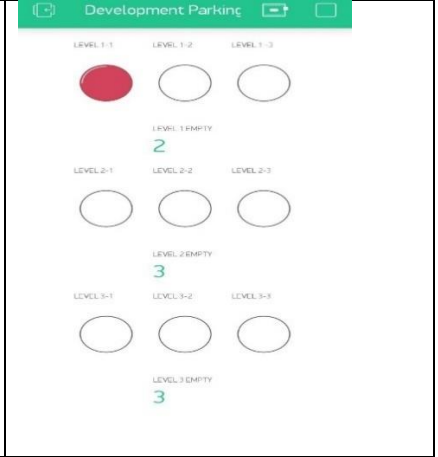 Development Parking
LEVEL 1-1 LEVEL 1-2 LEVEL 1-3
LEVEL 1 EMPTY
2
LEVEL 2-1 LEVEL 2-2 LEVEL 2-3
LEVEL 2 EMPTY
3
LEVEL 3-1 LEVEL 3-2 LEVEL 3-3
LEVEL 3 EMPTY
3